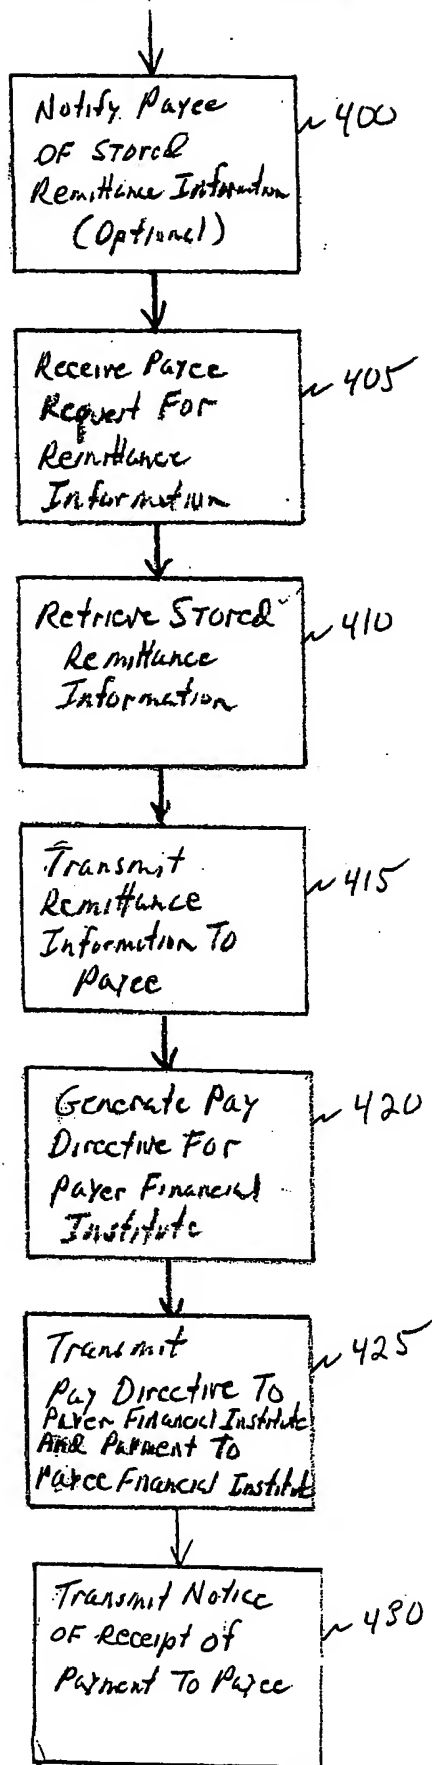 Notify Payee
OF Stored
Remittance Information
(Optional)
400
Receive Payee
Request For
Remittance
Information
405
Retrieve Stored
Remittance
Information
410
Transmit
Remittance
Information To
Payee
415
Generate Pay
Directive For
Payer Financial
Institute
420
Transmit
Pay Directive To
Payer Financial Institute
And Payment To
Payee Financial Institute
425
Transmit Notice
OF Receipt of
Payment To Payee
430